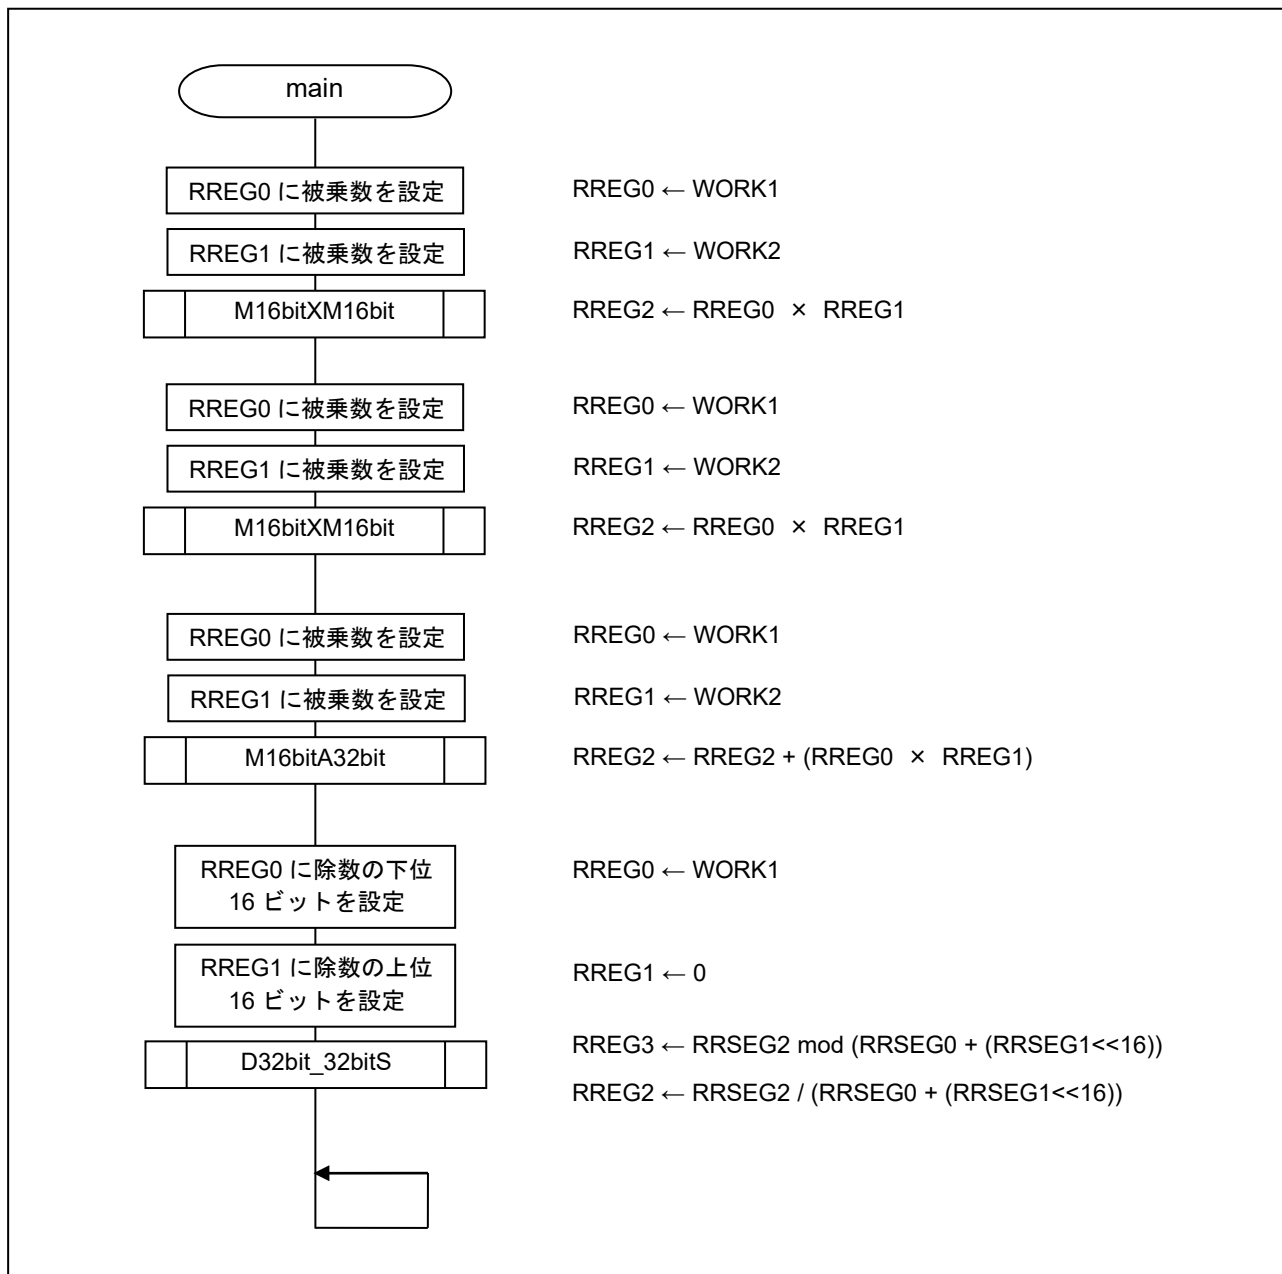 main
RREG0 に被乗数を設定
RREG0 ← WORK1
RREG1 に被乗数を設定
RREG1 ← WORK2
M16bitXM16bit
RREG2 ← RREG0 × RREG1
RREG0 に被乗数を設定
RREG0 ← WORK1
RREG1 に被乗数を設定
RREG1 ← WORK2
M16bitXM16bit
RREG2 ← RREG0 × RREG1
RREG0 に被乗数を設定
RREG0 ← WORK1
RREG1 に被乗数を設定
RREG1 ← WORK2
M16bitA32bit
RREG2 ← RREG2 + (RREG0 × RREG1)
RREG0 に除数の下位
16 ビットを設定
RREG0 ← WORK1
RREG1 に除数の上位
16 ビットを設定
RREG1 ← 0
D32bit_32bitS
RREG3 ← RRSEG2 mod (RRSEG0 + (RRSEG1<<16))
RREG2 ← RRSEG2 / (RRSEG0 + (RRSEG1<<16))